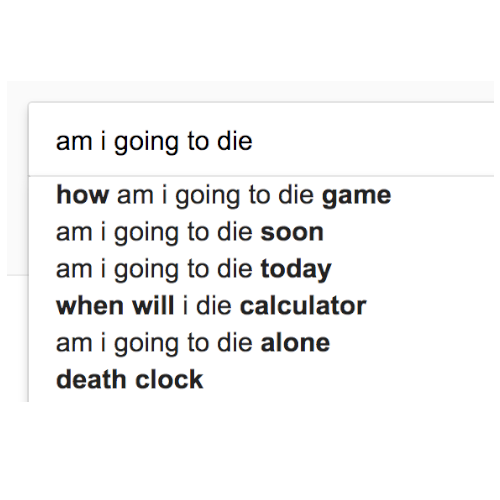 am i going to die
how am i going to die game
am i going to die soon
am i going to die today
when will i die calculator
am i going to die alone
death clock